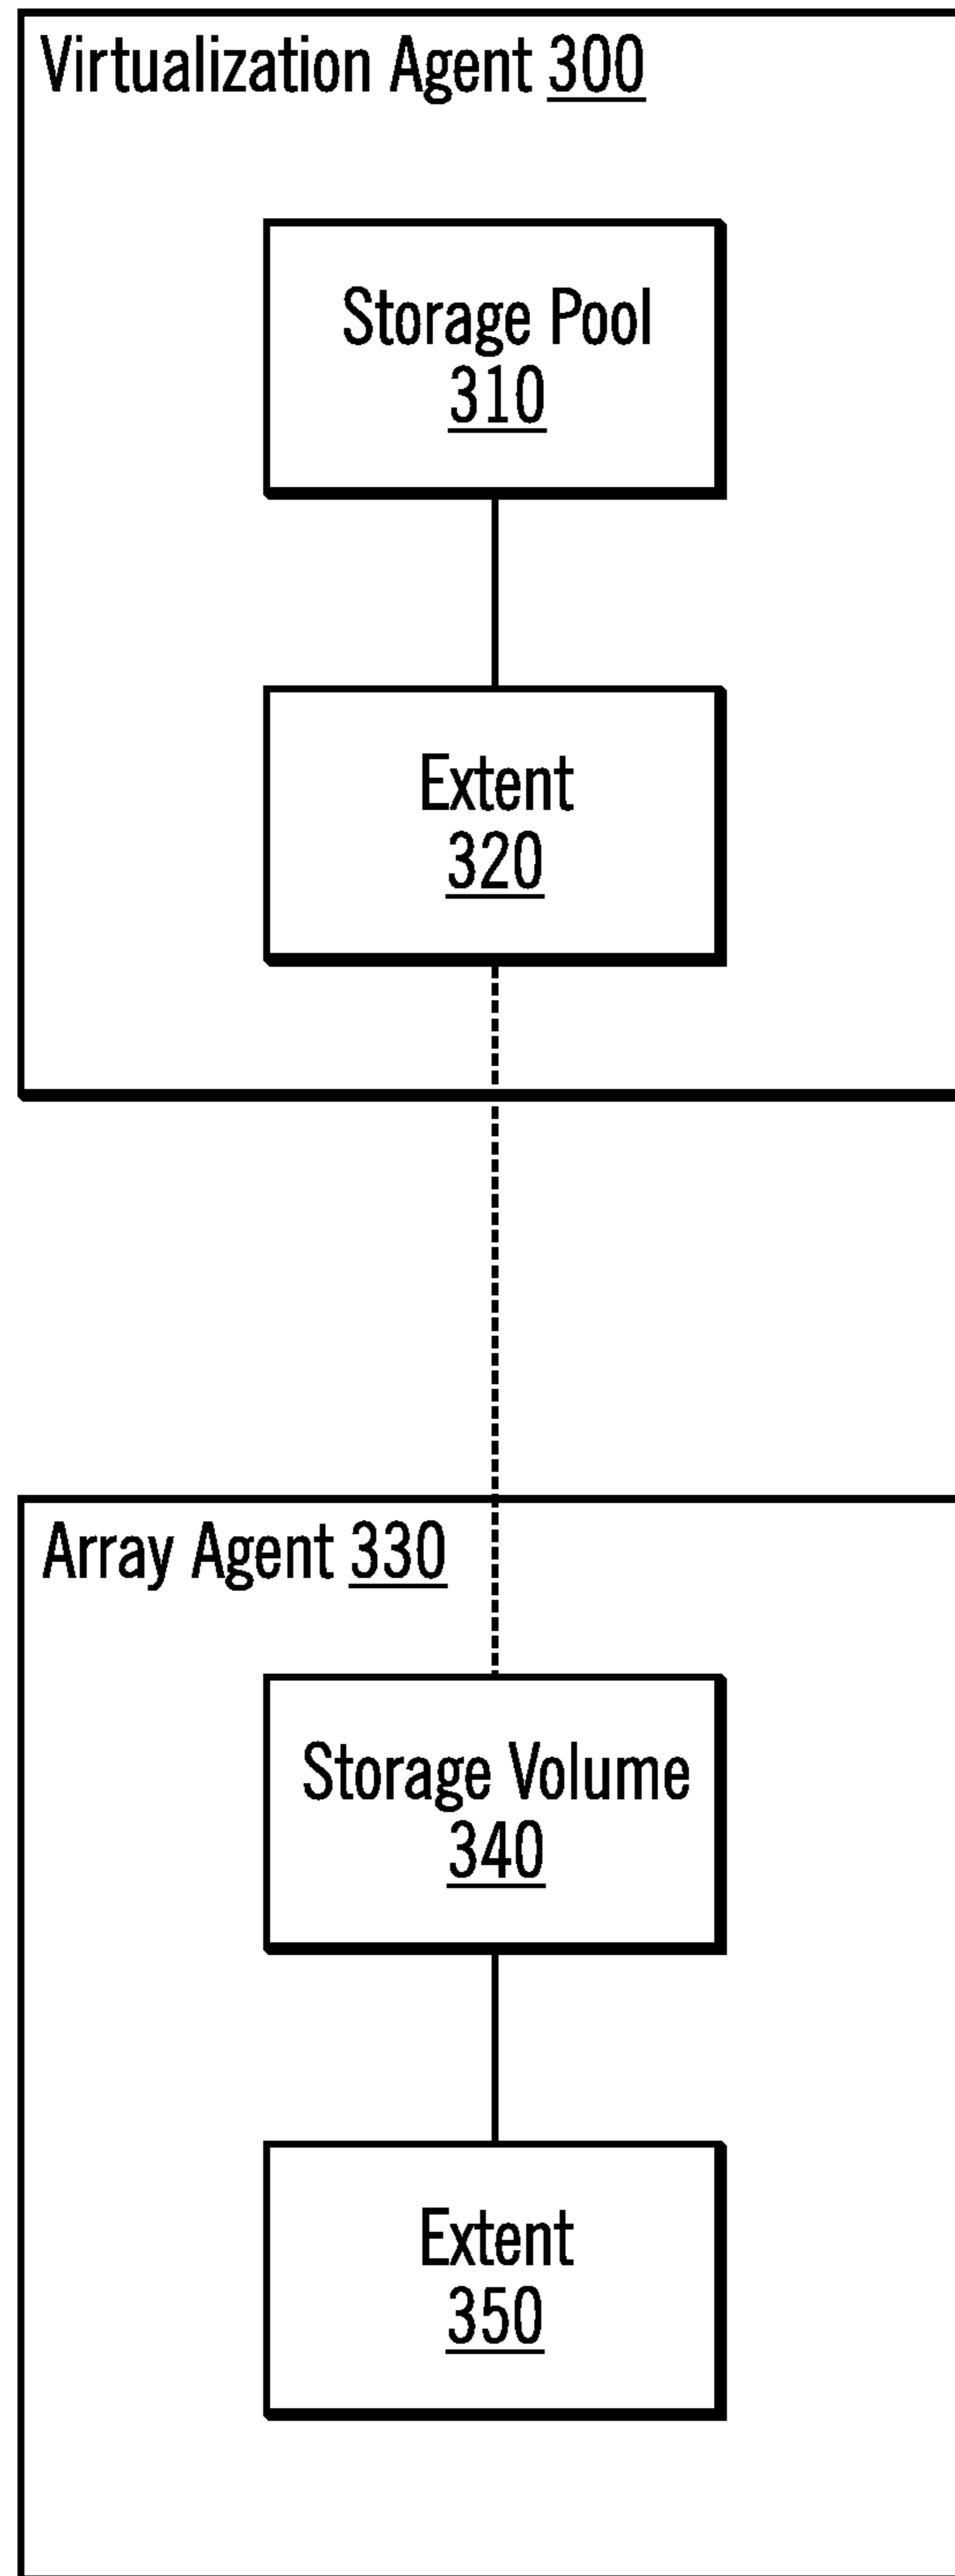 Virtualization Agent 300
Storage Pool
310
Extent
320
Array Agent 330
Storage Volume
340
Extent
350